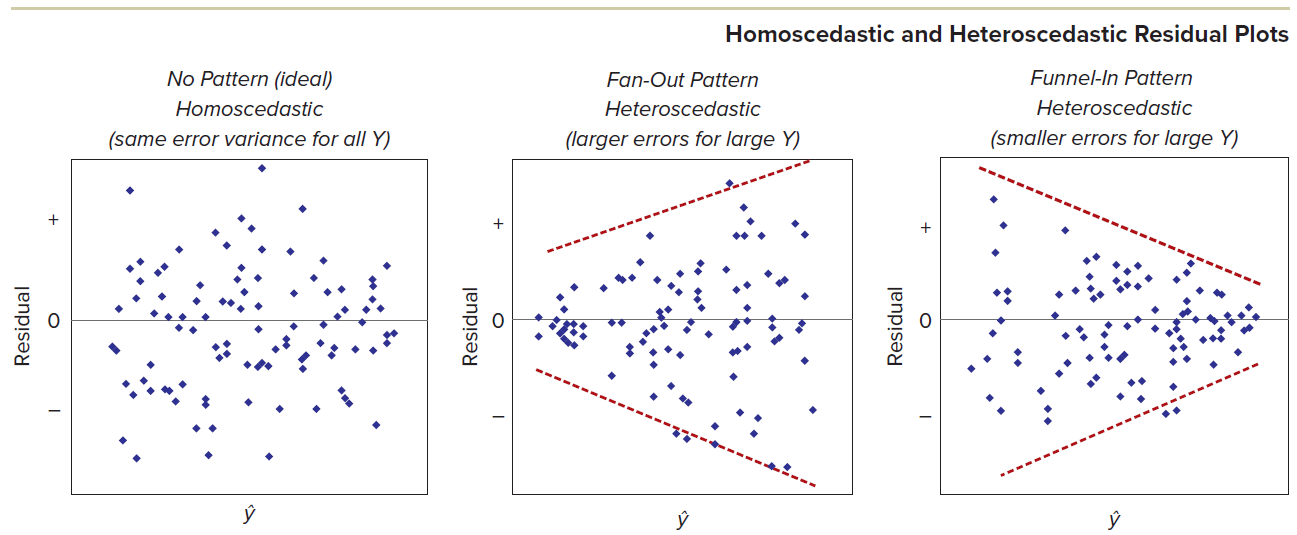 Homoscedastic and Heteroscedastic Residual Plots
No Pattern (ideal)
Homoscedastic
(same error variance for all Y)
+
0
−
Residual
ŷ
Fan-Out Pattern
Heteroscedastic
(larger errors for large Y)
+
0
−
Residual
ŷ
Funnel-In Pattern
Heteroscedastic
(smaller errors for large Y)
+
0
−
Residual
ŷ